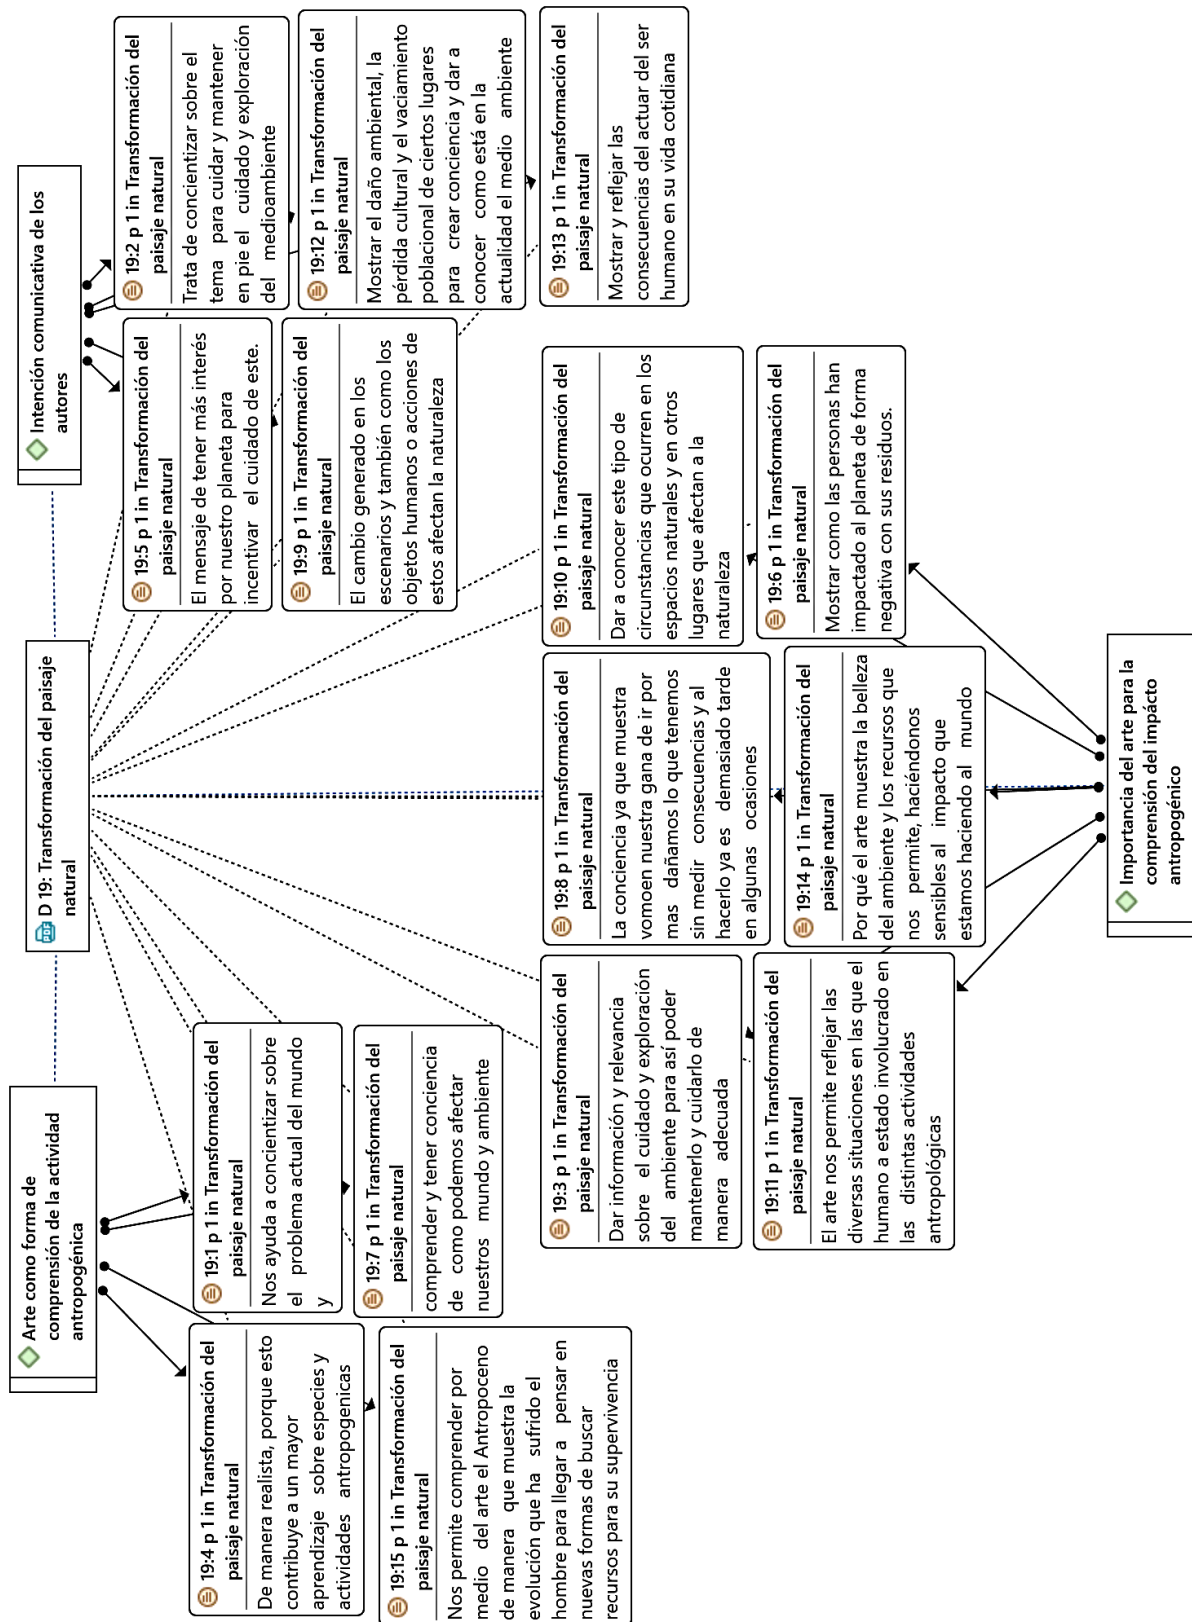 Arte como forma de
comprensión de la actividad
antropogénica
D 19: Transformación del paisaje
natural
Intención comunicativa de los
autores
19:4 p 1 in Transformación del
paisaje natural
De manera realista, porque esto
contribuye a un mayor
aprendizaje sobre especies y
actividades antropogenicas
19:1 p 1 in Transformación del
paisaje natural
Nos ayuda a concientizar sobre
el problema actual del mundo
y
19:15 p 1 in Transformación del
paisaje natural
Nos permite comprender por
medio del arte el Antropoceno
de manera que muestra la
evolución que ha sufrido el
hombre para llegar a pensar en
nuevas formas de buscar
recursos para su supervivencia
19:7 p 1 in Transformación del
paisaje natural
comprender y tener conciencia
de como podemos afectar
nuestros mundo y ambiente
19:5 p 1 in Transformación del
paisaje natural
El mensaje de tener más interés
por nuestro planeta para
incentivar el cuidado de este.
19:2 p 1 in Transformación del
paisaje natural
Trata de concientizar sobre el
tema para cuidar y mantener
en pie el cuidado y exploración
del medioambiente
19:9 p 1 in Transformación del
paisaje natural
El cambio generado en los
escenarios y también como los
objetos humanos o acciones de
estos afectan la naturaleza
19:12 p 1 in Transformación del
paisaje natural
Mostrar el daño ambiental, la
pérdida cultural y el vaciamiento
poblacional de ciertos lugares
para crear conciencia y dar a
conocer como está en la
actualidad el medio ambiente
19:13 p 1 in Transformación del
paisaje natural
Mostrar y reflejar las
consecuencias del actuar del ser
humano en su vida cotidiana
19:3 p 1 in Transformación del
paisaje natural
Dar información y relevancia
sobre el cuidado y exploración
del ambiente para así poder
mantenerlo y cuidarlo de
manera adecuada
19:8 p 1 in Transformación del
paisaje natural
La conciencia ya que muestra
vomoen nuestra gana de ir por
mas dañamos lo que tenemos
sin medir consecuencias y al
hacerlo ya es demasiado tarde
en algunas ocasiones
19:10 p 1 in Transformación del
paisaje natural
Dar a conocer este tipo de
circunstancias que ocurren en los
espacios naturales y en otros
lugares que afectan a la
naturaleza
19:11 p 1 in Transformación del
paisaje natural
El arte nos permite reflejar las
diversas situaciones en las que el
humano a estado involucrado en
las distintas actividades
antropológicas
19:14 p 1 in Transformación del
paisaje natural
Por qué el arte muestra la belleza
del ambiente y los recursos que
nos permite, haciéndonos
sensibles al impacto que
estamos haciendo al mundo
19:6 p 1 in Transformación del
paisaje natural
Mostrar como las personas han
impactado al planeta de forma
negativa con sus residuos.
Importancia del arte para la
comprensión del impácto
antropogénico